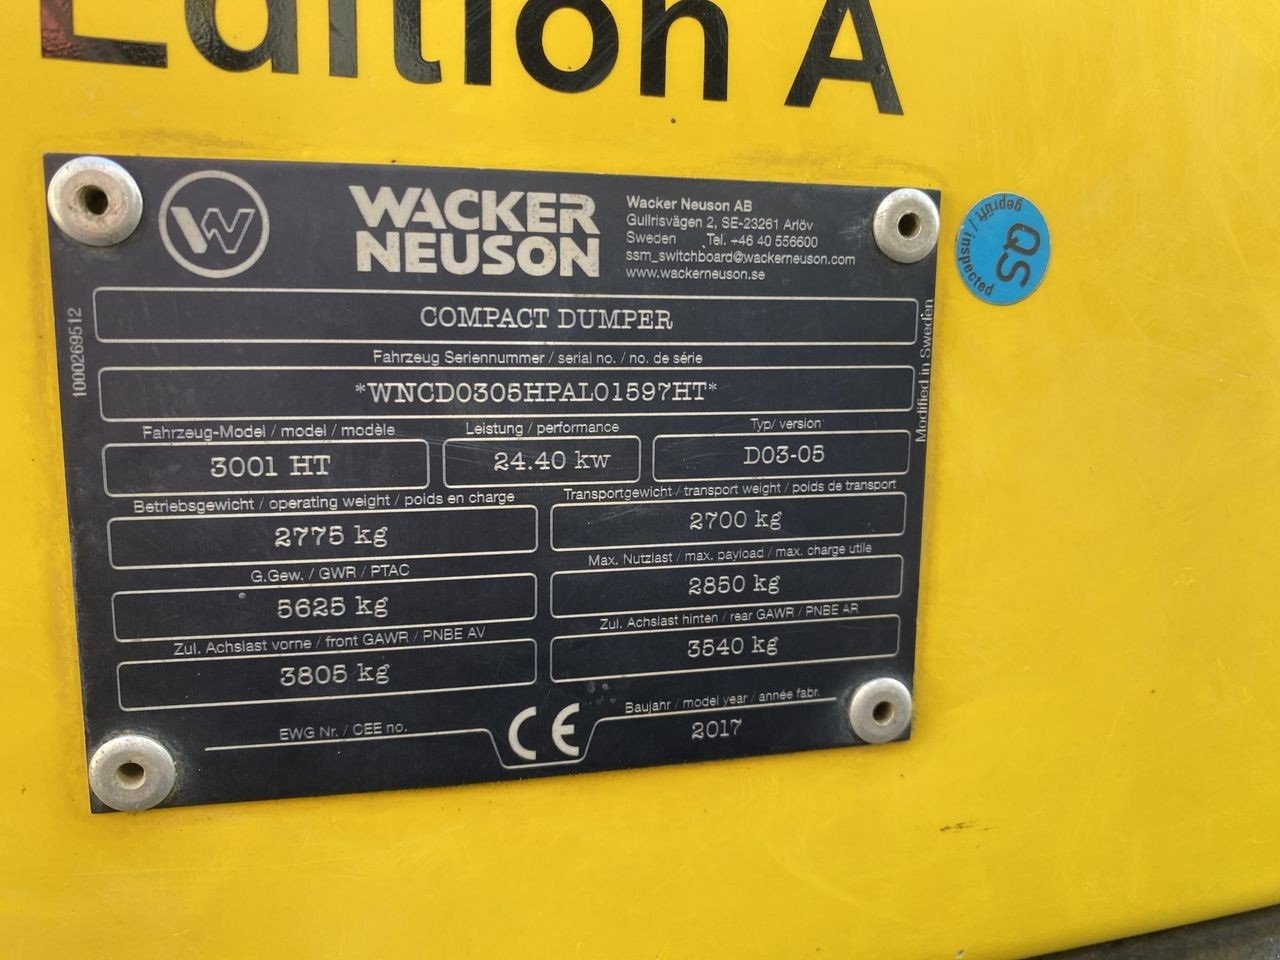 Edition A
W
WACKER
NEUSON
Wacker Neuson AB
Gullrisvägen 2, SE-23261 Arlöv
Sweden Tel. +46 40 556600
ssm_switchboard@wackerneuson.com
www.wackerneuson.se
geprüft / inspected
QS
1000269512
COMPACT DUMPER
Modified in Sweden
Fahrzeug Seriennummer / serial no. / no. de série
*WNCD0305HPAL01597HT*
Fahrzeug-Model / model / modèle
Leistung / performance
Typ/ version
3001 HT
24.40 kw
D03-05
Betriebsgewicht / operating weight / poids en charge
Transportgewicht / transport weight / poids de transport
2775 kg
2700 kg
G.Gew. / GWR / PTAC
Max. Nutzlast / max. payload / max. charge utile
5625 kg
2850 kg
Zul. Achslast vorne / front GAWR / PNBE AV
Zul. Achslast hinten / rear GAWR / PNBE AR
3805 kg
3540 kg
EWG Nr. / CEE no.
CE
Baujahr / model year / année fabr.
2017